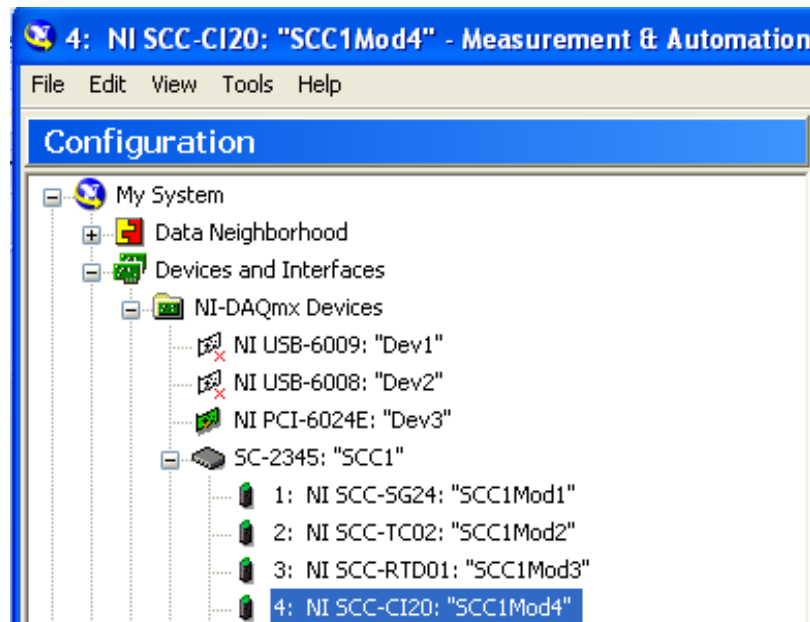 4: NI SCC-CI20: "SCC1Mod4" - Measurement & Automation
File Edit View Tools Help
Configuration
My System
Data Neighborhood
Devices and Interfaces
NI-DAQmx Devices
NI USB-6009: "Dev1"
NI USB-6008: "Dev2"
NI PCI-6024E: "Dev3"
SC-2345: "SCC1"
1: NI SCC-SG24: "SCC1Mod1"
2: NI SCC-TC02: "SCC1Mod2"
3: NI SCC-RTD01: "SCC1Mod3"
4: NI SCC-CI20: "SCC1Mod4"